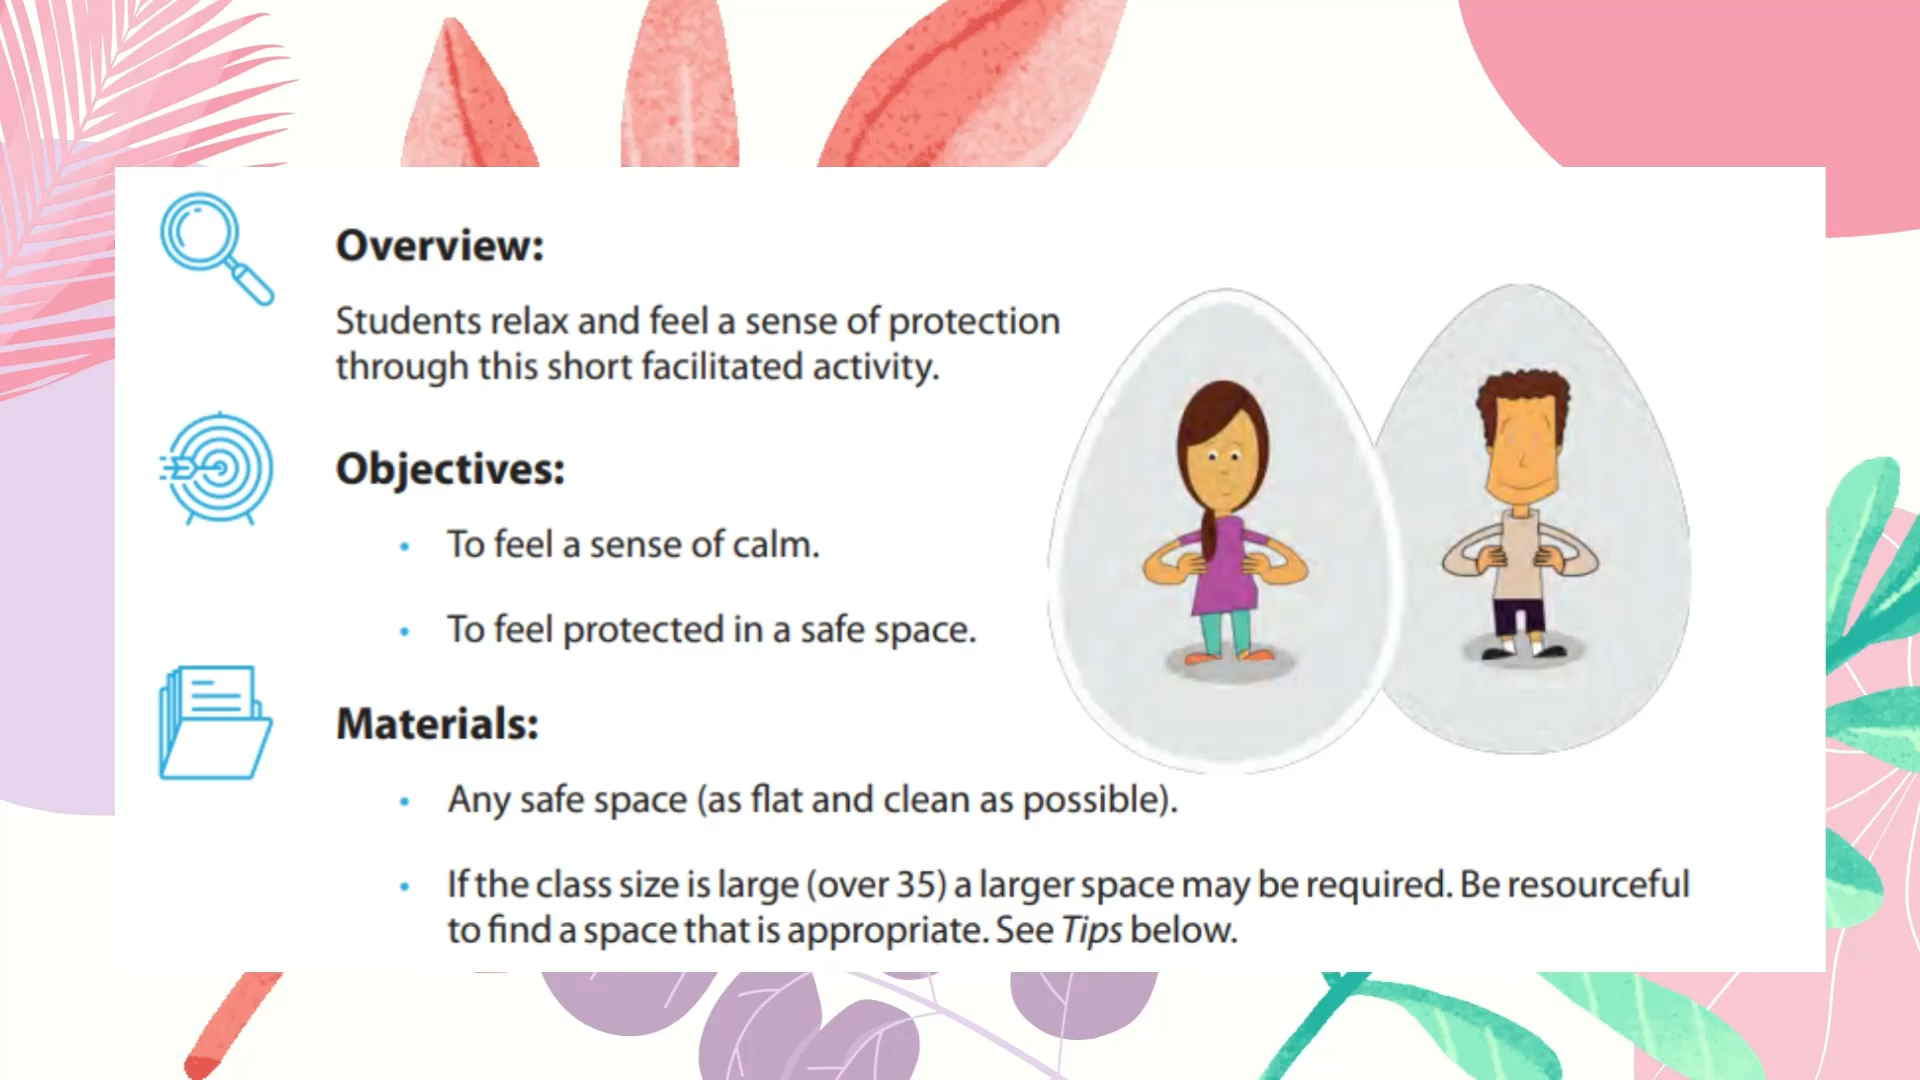 Overview:
Students relax and feel a sense of protection
through this short facilitated activity.
Objectives:
• To feel a sense of calm.
• To feel protected in a safe space.
Materials:
• Any safe space (as flat and clean as possible).
• If the class size is large (over 35) a larger space may be required. Be resourceful
to find a space that is appropriate. See Tips below.